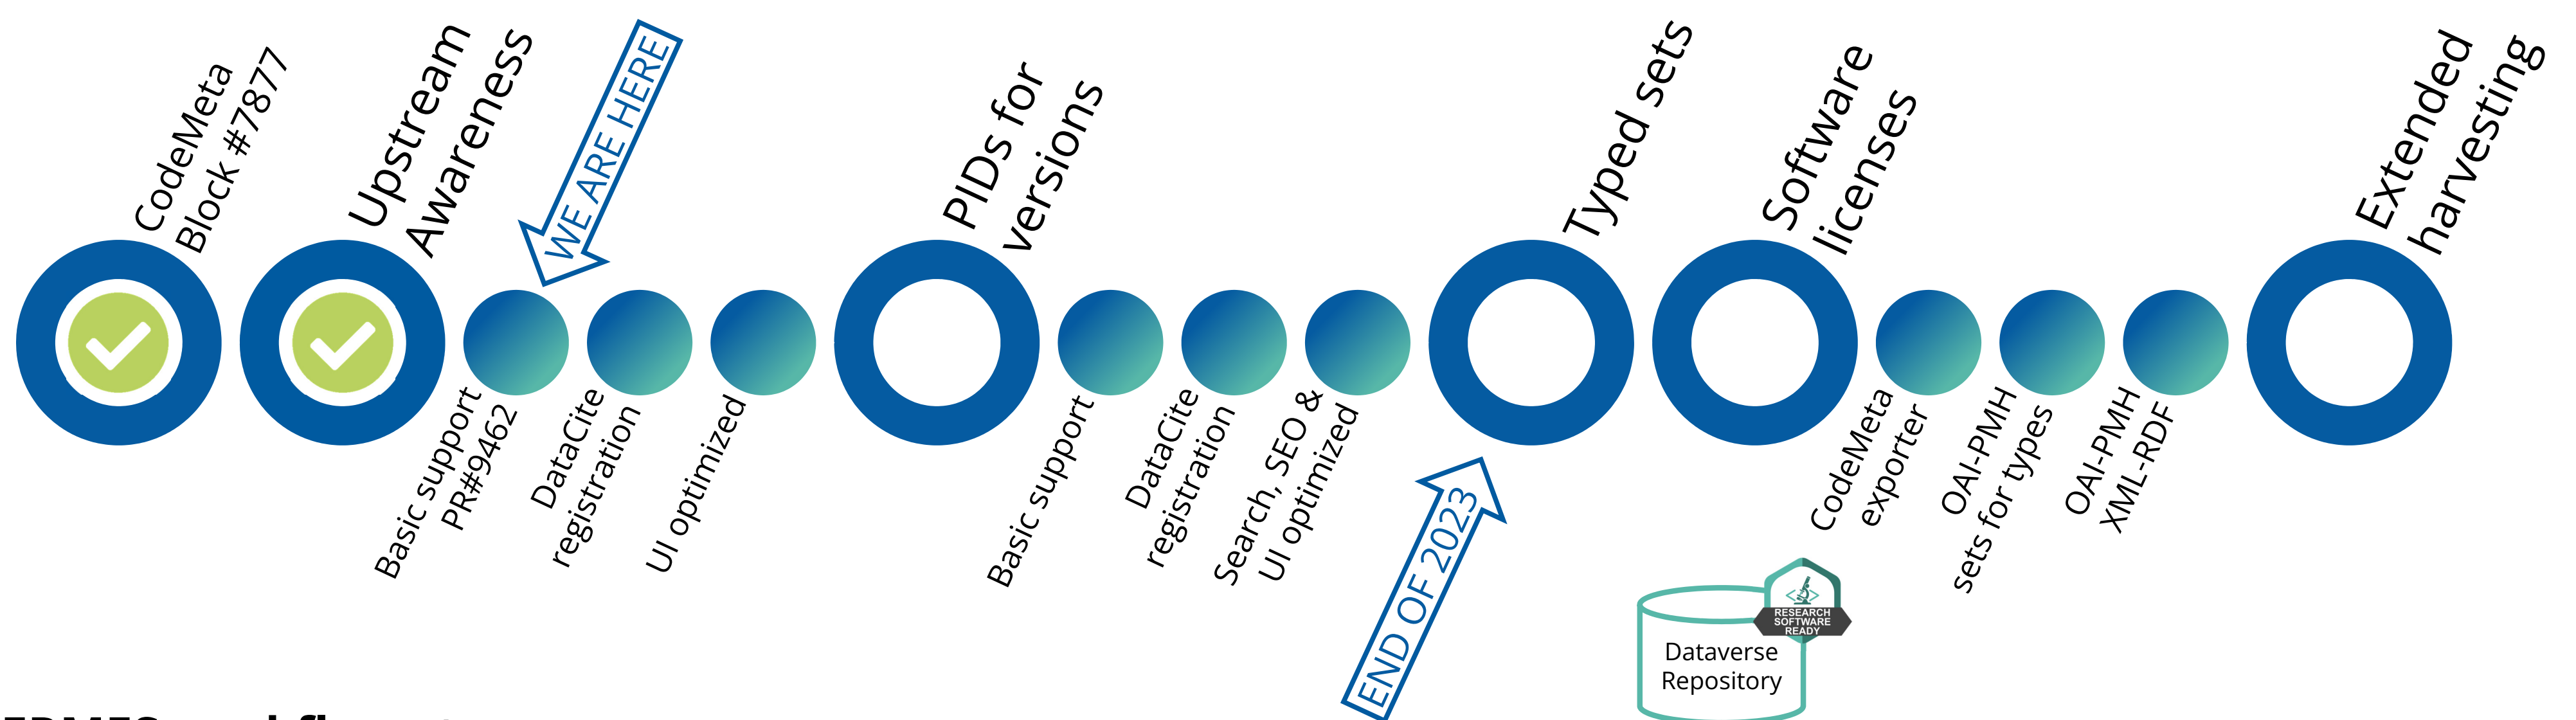 CodeMeta
Block #7877
Upstream
Awareness
WE ARE HERE
PIDs for
versions
Typed sets
Software
licenses
Extended
harvesting
Basic support
PR#9462
DataCite
registration
UI optimized
Basic support
DataCite
registration
Search, SEO &
UI optimized
END OF 2023
CodeMeta
exporter
OAI-PMH
sets for types
OAI-PMH
XML-RDF
RESEARCH
SOFTWARE
READY
Dataverse
Repository